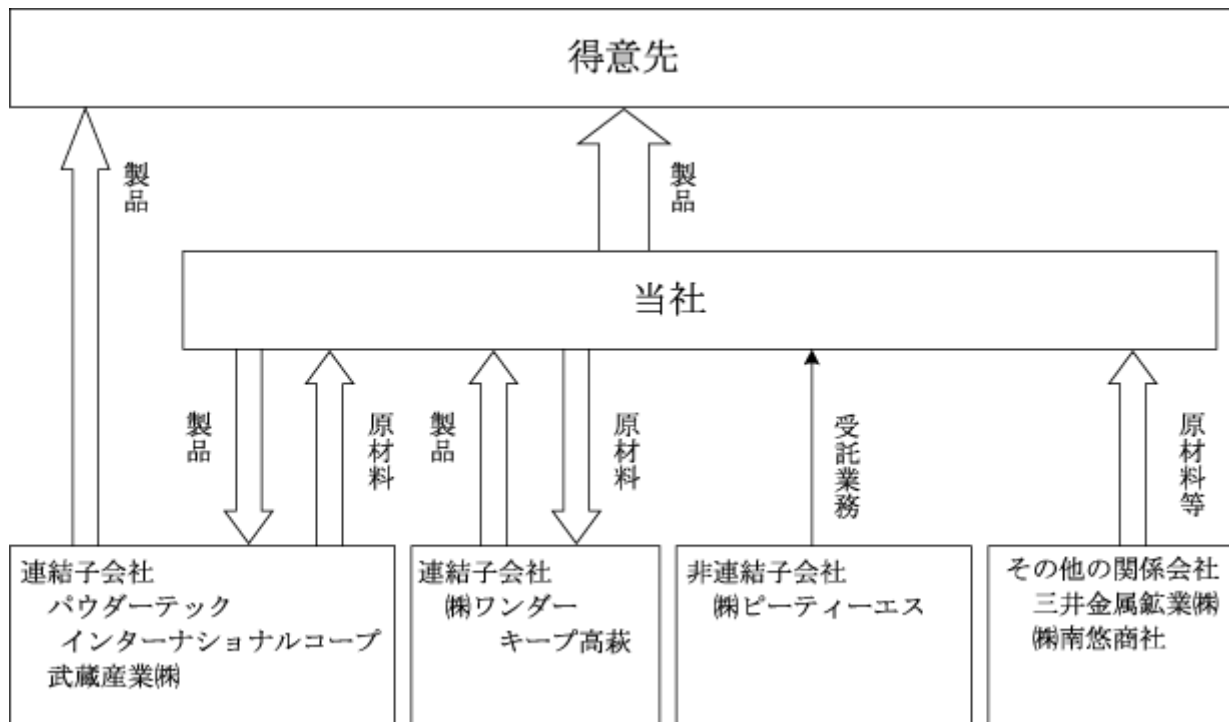 得意先
製品
製品
当社
製品
原材料
製品
原材料
受託業務
原材料等
連結子会社
パウダーテック
インターナショナルコープ
武蔵産業㈱
連結子会社
㈱ワンダー
キープ高萩
非連結子会社
㈱ピーティーエス
その他の関係会社
三井金属鉱業㈱
㈱南悠商社